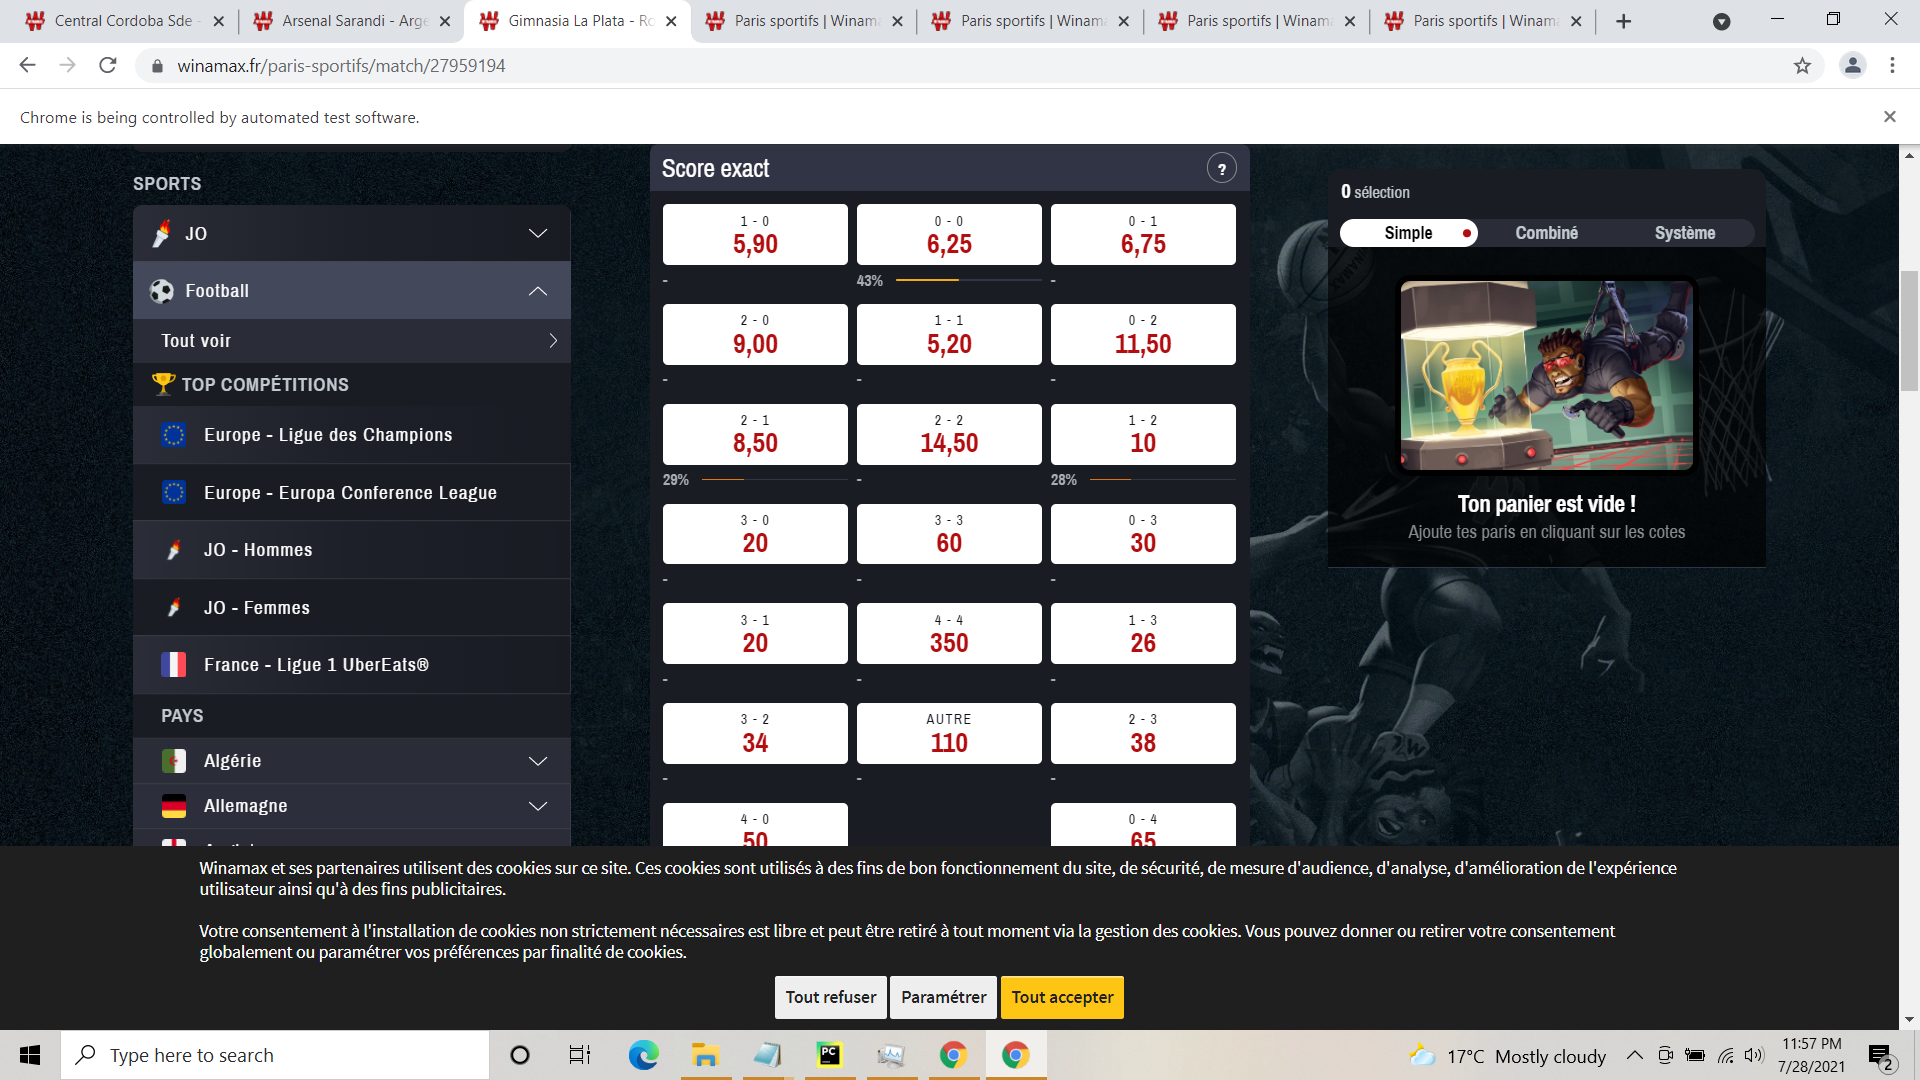 Central Cordoba Sde -
Arsenal Sarandi - Arge
Gimnasia La Plata - Ro
Paris sportifs | Winam
Paris sportifs | Winam
Paris sportifs | Winam
Paris sportifs | Winam
winamax.fr/paris-sportifs/match/27959194
Chrome is being controlled by automated test software.
SPORTS
JO
Football
Tout voir
TOP COMPÉTITIONS
Europe - Ligue des Champions
Europe - Europa Conference League
JO - Hommes
JO - Femmes
France - Ligue 1 UberEats®
PAYS
Algérie
Allemagne
Score exact
?
1 - 0
5,90
0 - 0
6,25
0 - 1
6,75
-
43%
-
2 - 0
9,00
1 - 1
5,20
0 - 2
11,50
-
-
-
2 - 1
8,50
2 - 2
14,50
1 - 2
10
29%
-
28%
3 - 0
20
3 - 3
60
0 - 3
30
-
-
-
3 - 1
20
4 - 4
350
1 - 3
26
-
-
-
3 - 2
34
AUTRE
110
2 - 3
38
-
-
-
4 - 0
50
0 - 4
65
0 sélection
Simple
Combiné
Système
Ton panier est vide !
Ajoute tes paris en cliquant sur les cotes
Winamax et ses partenaires utilisent des cookies sur ce site. Ces cookies sont utilisés à des fins de bon fonctionnement du site, de sécurité, de mesure d'audience, d'analyse, d'amélioration de l'expérience
utilisateur ainsi qu'à des fins publicitaires.
Votre consentement à l'installation de cookies non strictement nécessaires est libre et peut être retiré à tout moment via la gestion des cookies. Vous pouvez donner ou retirer votre consentement
globalement ou paramétrer vos préférences par finalité de cookies.
Tout refuser
Paramétrer
Tout accepter
Type here to search
PC
17°C Mostly cloudy
11:57 PM
7/28/2021
2